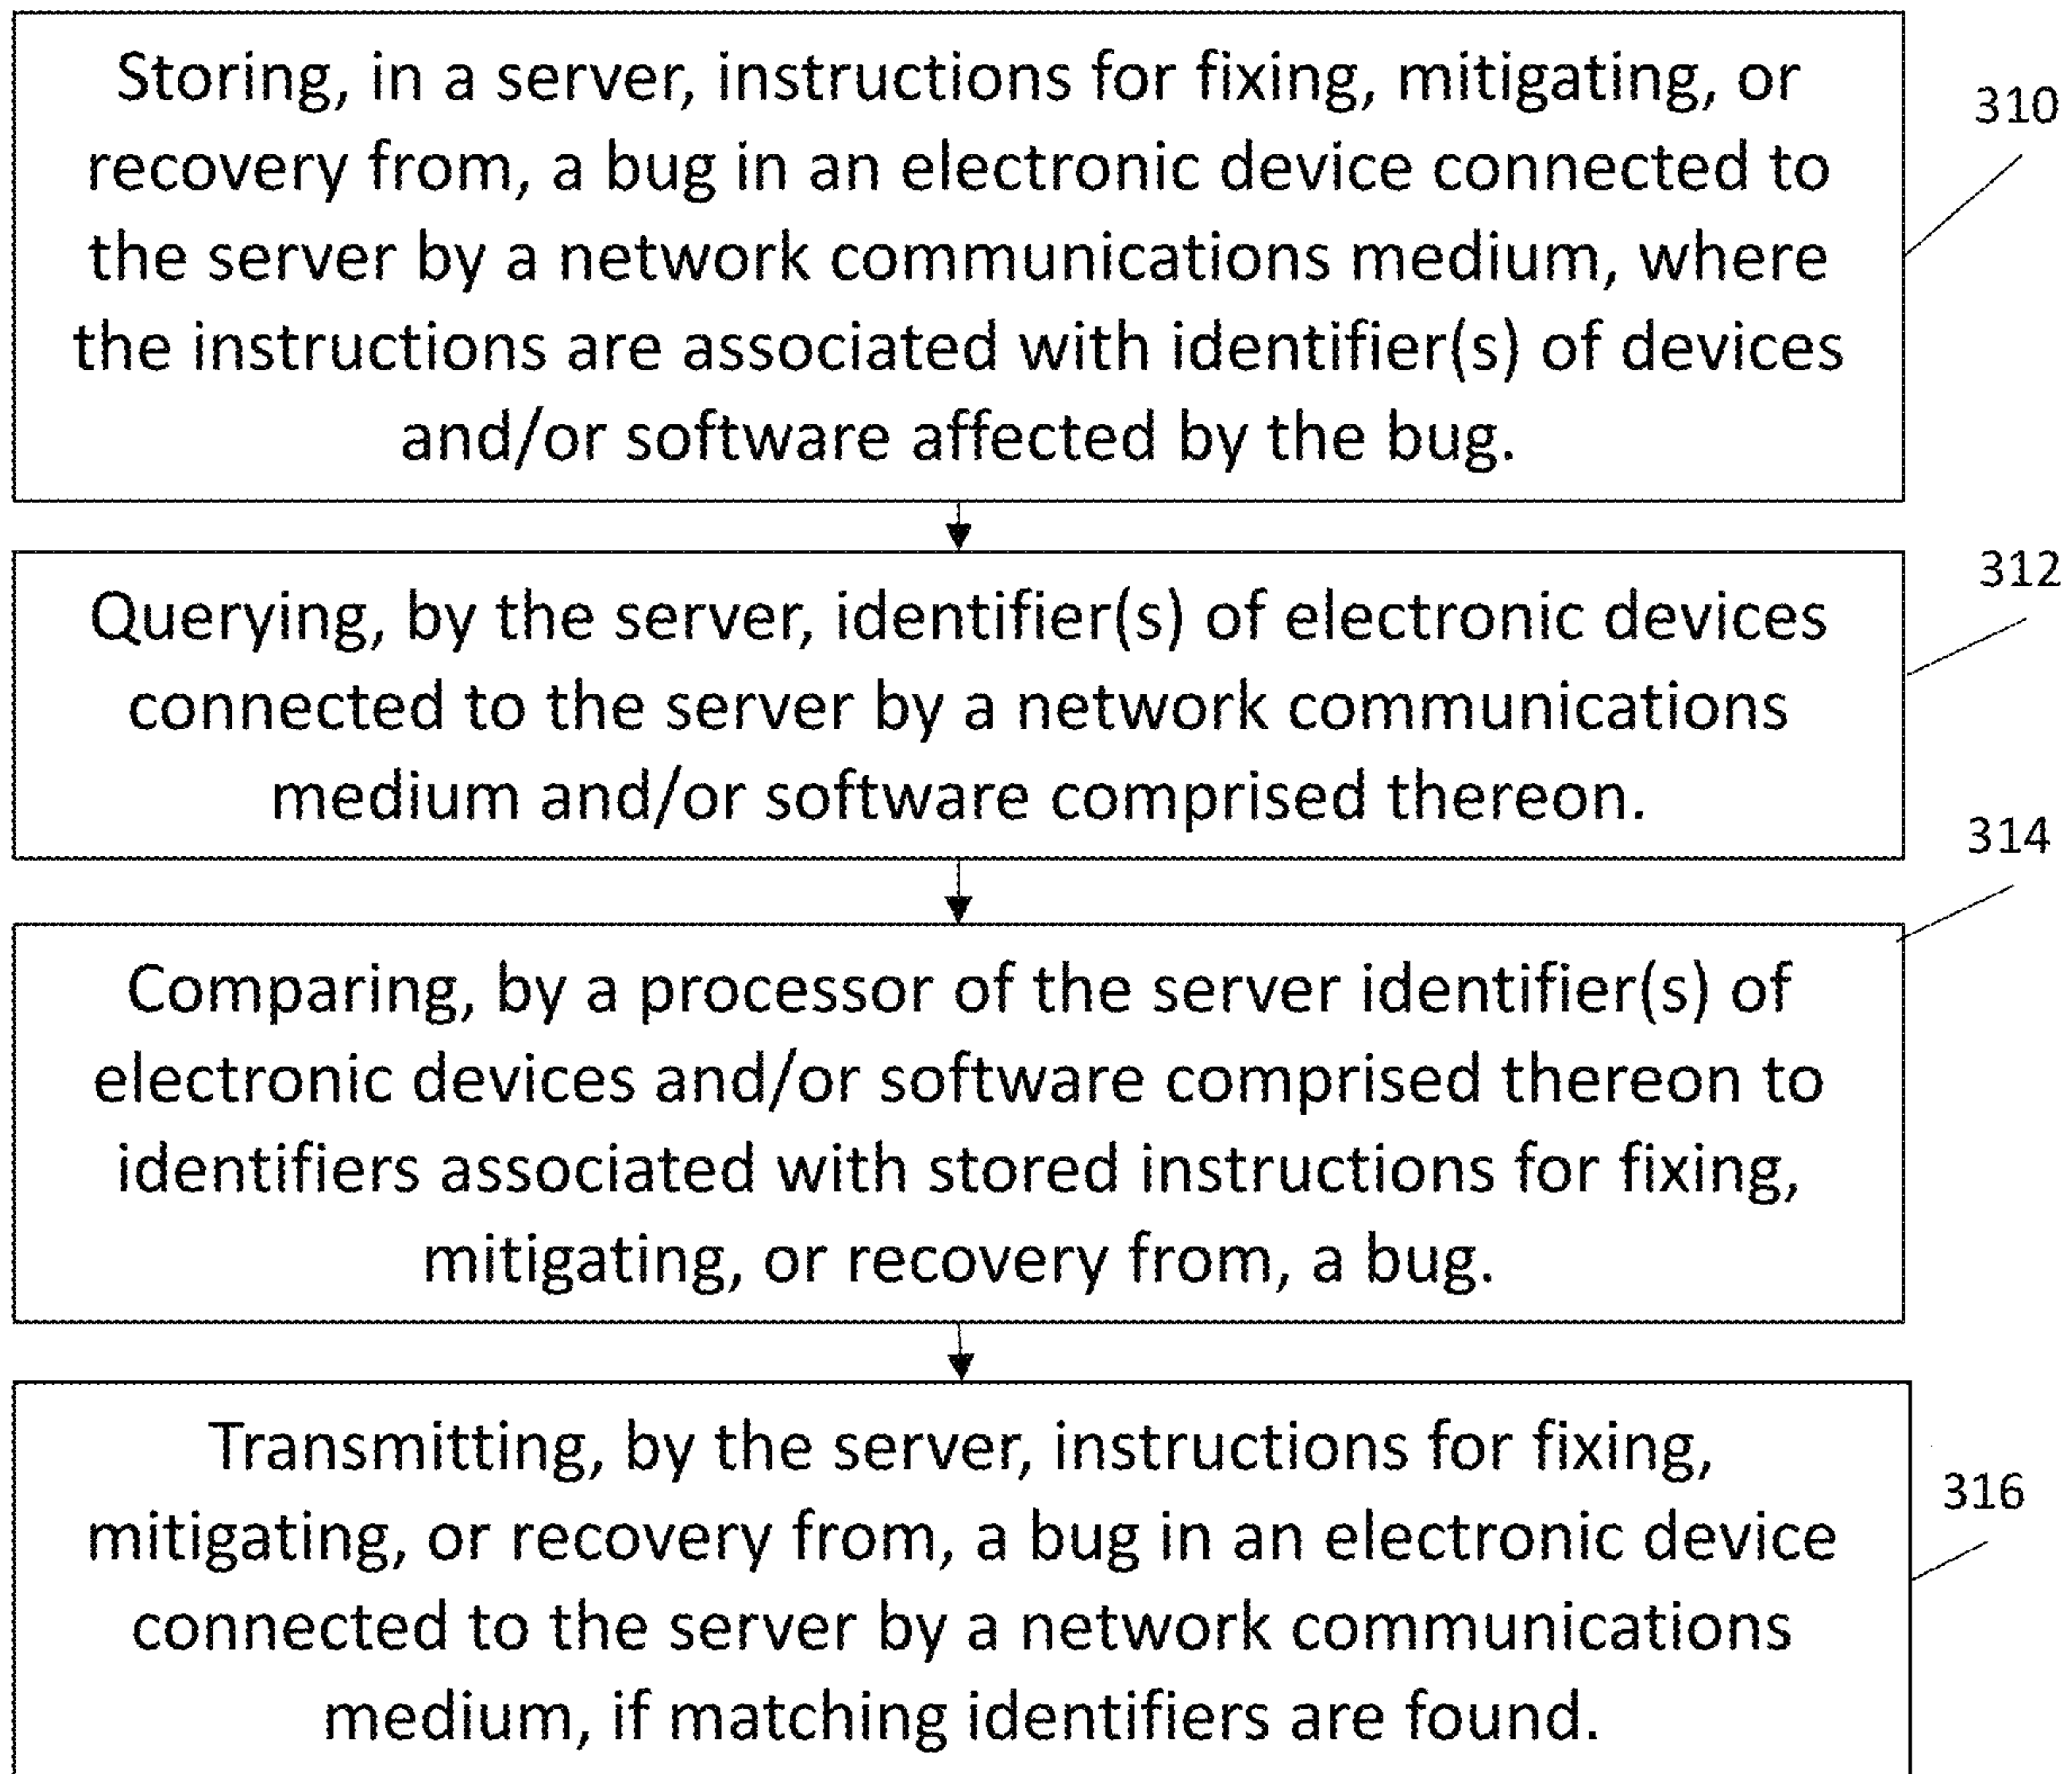 Storing, in a server, instructions for fixing, mitigating, or
recovery from, a bug in an electronic device connected to
the server by a network communications medium, where
the instructions are associated with identifier(s) of devices
and/or software affected by the bug.
310
Querying, by the server, identifier(s) of electronic devices
connected to the server by a network communications
medium and/or software comprised thereon.
312
Comparing, by a processor of the server identifier(s) of
electronic devices and/or software comprised thereon to
identifiers associated with stored instructions for fixing,
mitigating, or recovery from, a bug.
314
Transmitting, by the server, instructions for fixing,
mitigating, or recovery from, a bug in an electronic device
connected to the server by a network communications
medium, if matching identifiers are found.
316